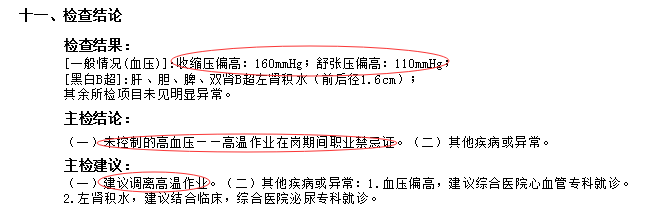 十一、检查结论
检查结果：
[一般情况(血压)]:收缩压偏高：160mmHg；舒张压偏高：110mmHg；
[黑白B超]:肝、胆、脾、双肾B超左肾积水（前后径1.6cm）；
其余所检项目未见明显异常。
主检结论：
（一）未控制的高血压——高温作业在岗期间职业禁忌证。（二）其他疾病或异常。
主检建议：
（一）建议调离高温作业。（二）其他疾病或异常：1.血压偏高，建议综合医院心血管专科就诊。
2.左肾积水，建议结合临床，综合医院泌尿专科就诊。